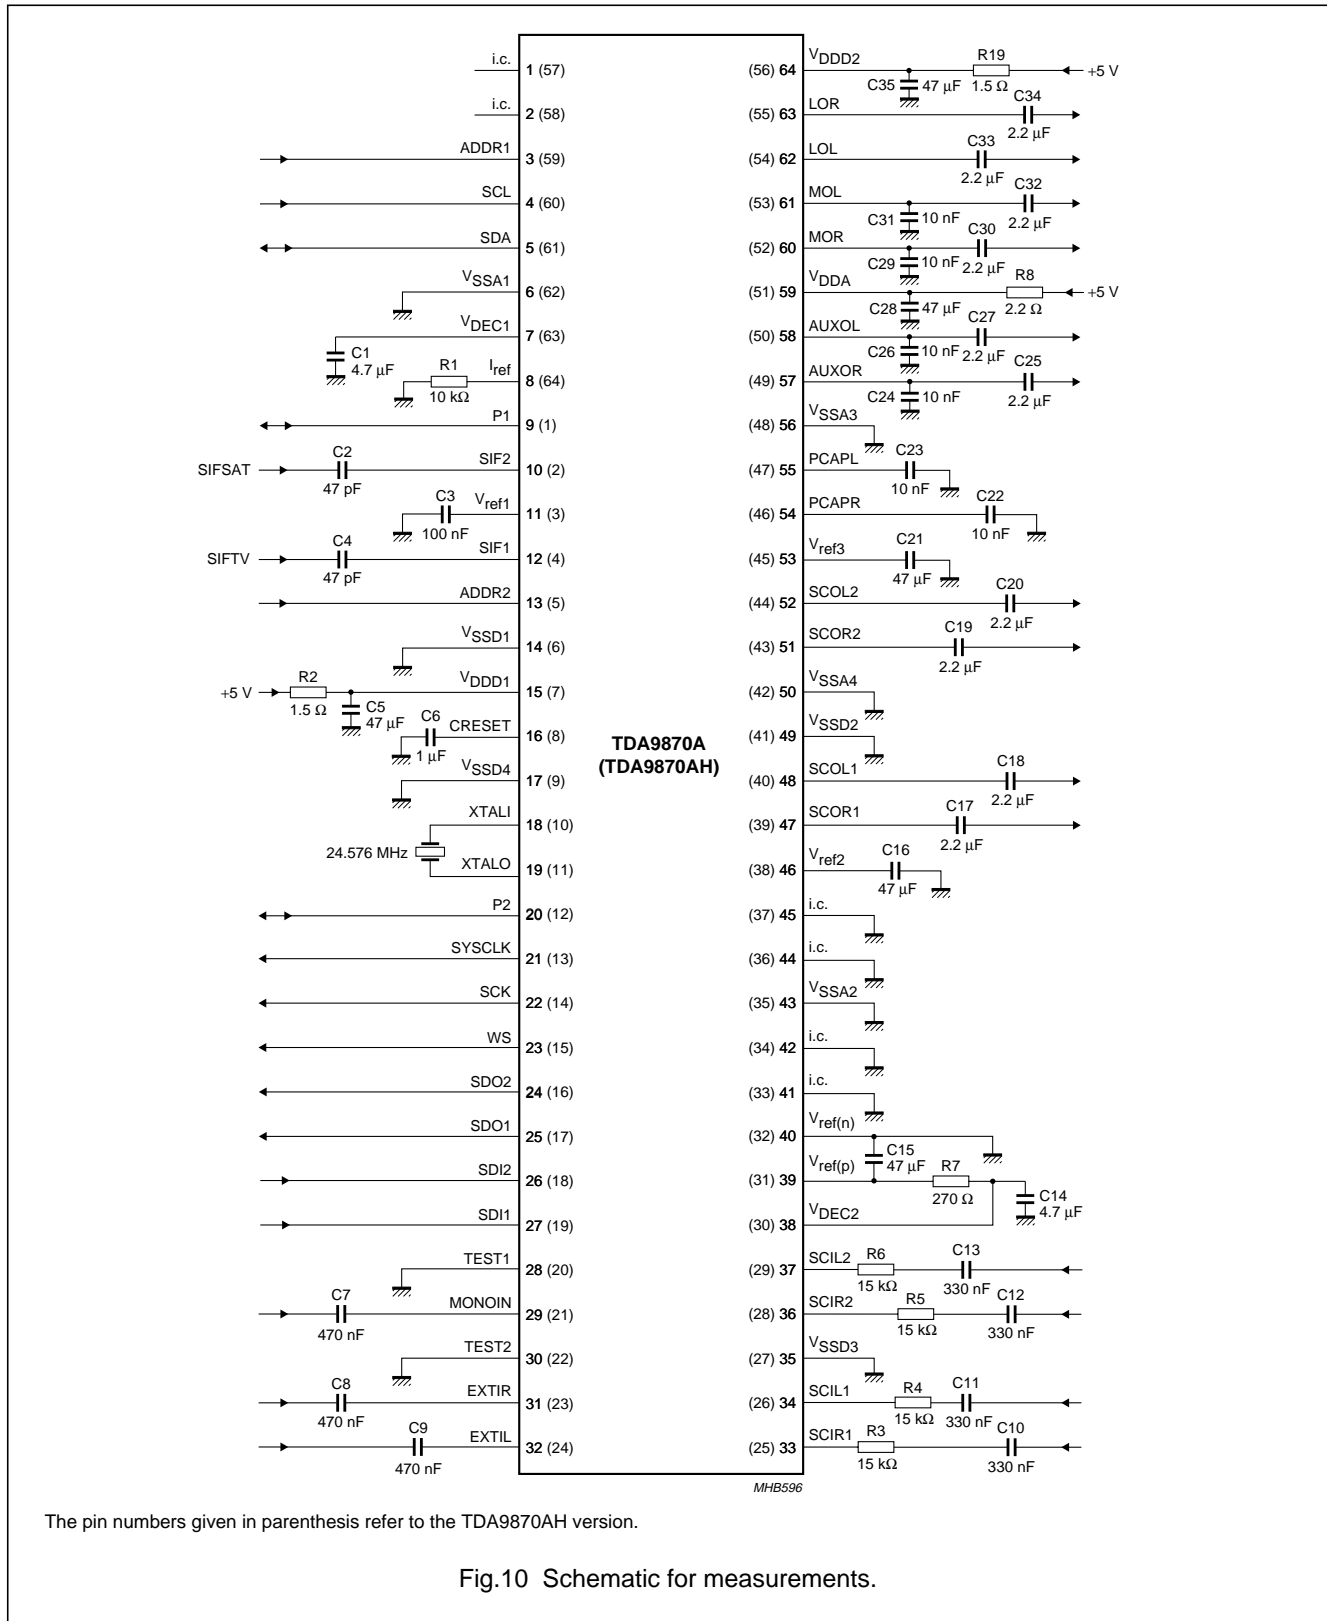 i.c.
1 (57)
i.c.
2 (58)
ADDR1
3 (59)
SCL
4 (60)
SDA
5 (61)
VSSA1
6 (62)
VDEC1
7 (63)
C1
4.7 µF
R1
Iref
8 (64)
10 kΩ
P1
9 (1)
SIFSAT
C2
SIF2
10 (2)
47 pF
C3
Vref1
11 (3)
100 nF
SIFTV
C4
SIF1
12 (4)
47 pF
ADDR2
13 (5)
VSSD1
14 (6)
+5 V
R2
VDDD1
15 (7)
1.5 Ω
C5
47 µF
C6
CRESET
16 (8)
1 µF
VSSD4
17 (9)
XTALI
18 (10)
24.576 MHz
XTALO
19 (11)
P2
20 (12)
SYSCLK
21 (13)
SCK
22 (14)
WS
23 (15)
SDO2
24 (16)
SDO1
25 (17)
SDI2
26 (18)
SDI1
27 (19)
TEST1
28 (20)
C7
MONOIN
29 (21)
470 nF
TEST2
30 (22)
C8
EXTIR
31 (23)
470 nF
C9
EXTIL
32 (24)
470 nF
TDA9870A
(TDA9870AH)
(56) 64
VDDD2
R19
+5 V
C35
47 µF
1.5 Ω
(55) 63
LOR
C34
2.2 µF
(54) 62
LOL
C33
2.2 µF
(53) 61
MOL
C32
C31
10 nF
2.2 µF
(52) 60
MOR
C30
C29
10 nF
2.2 µF
(51) 59
VDDA
R8
+5 V
C28
47 µF
2.2 Ω
(50) 58
AUXOL
C27
C26
10 nF
2.2 µF
(49) 57
AUXOR
C25
C24
10 nF
2.2 µF
(48) 56
VSSA3
(47) 55
PCAPL
C23
10 nF
(46) 54
PCAPR
C22
10 nF
(45) 53
Vref3
C21
47 µF
(44) 52
SCOL2
C20
2.2 µF
(43) 51
SCOR2
C19
2.2 µF
(42) 50
VSSA4
(41) 49
VSSD2
(40) 48
SCOL1
C18
2.2 µF
(39) 47
SCOR1
C17
2.2 µF
(38) 46
Vref2
C16
47 µF
(37) 45
i.c.
(36) 44
i.c.
(35) 43
VSSA2
(34) 42
i.c.
(33) 41
i.c.
(32) 40
Vref(n)
C15
47 µF
(31) 39
Vref(p)
R7
270 Ω
C14
4.7 µF
(30) 38
VDEC2
(29) 37
SCIL2
R6
C13
15 kΩ
330 nF
(28) 36
SCIR2
R5
C12
15 kΩ
330 nF
(27) 35
VSSD3
(26) 34
SCIL1
R4
C11
15 kΩ
330 nF
(25) 33
SCIR1
R3
C10
15 kΩ
330 nF
MHB596
The pin numbers given in parenthesis refer to the TDA9870AH version.
Fig.10 Schematic for measurements.